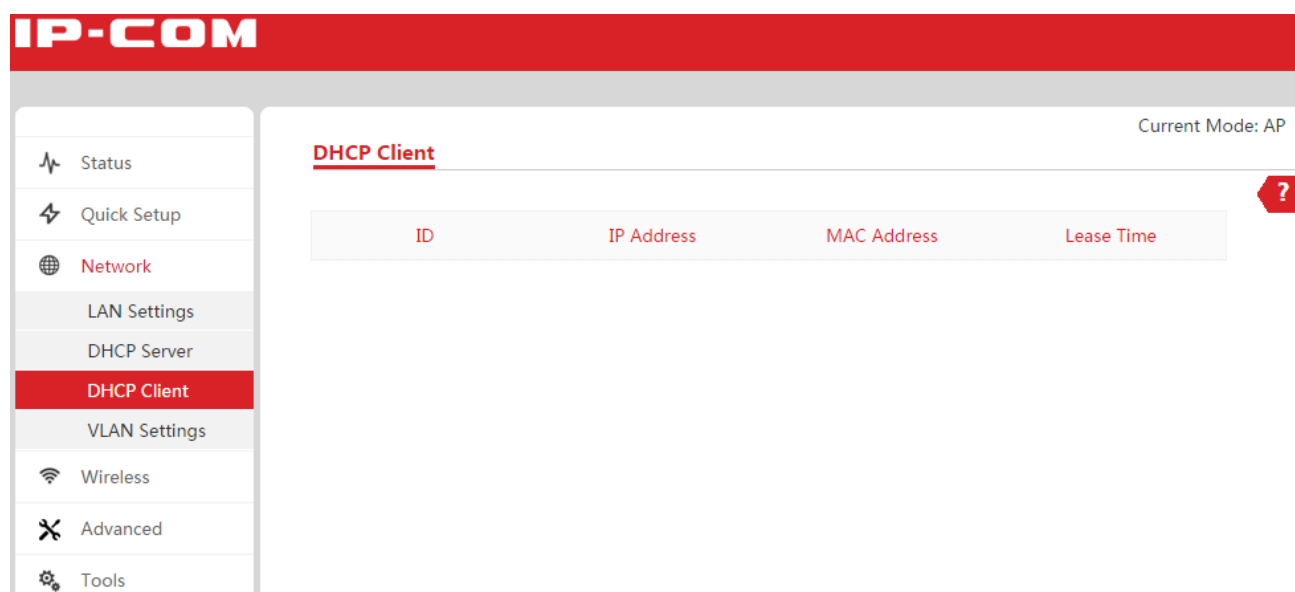 IP-COM
Current Mode: AP
DHCP Client
?
ID IP Address MAC Address Lease Time
Status
Quick Setup
Network
LAN Settings
DHCP Server
DHCP Client
VLAN Settings
Wireless
Advanced
Tools